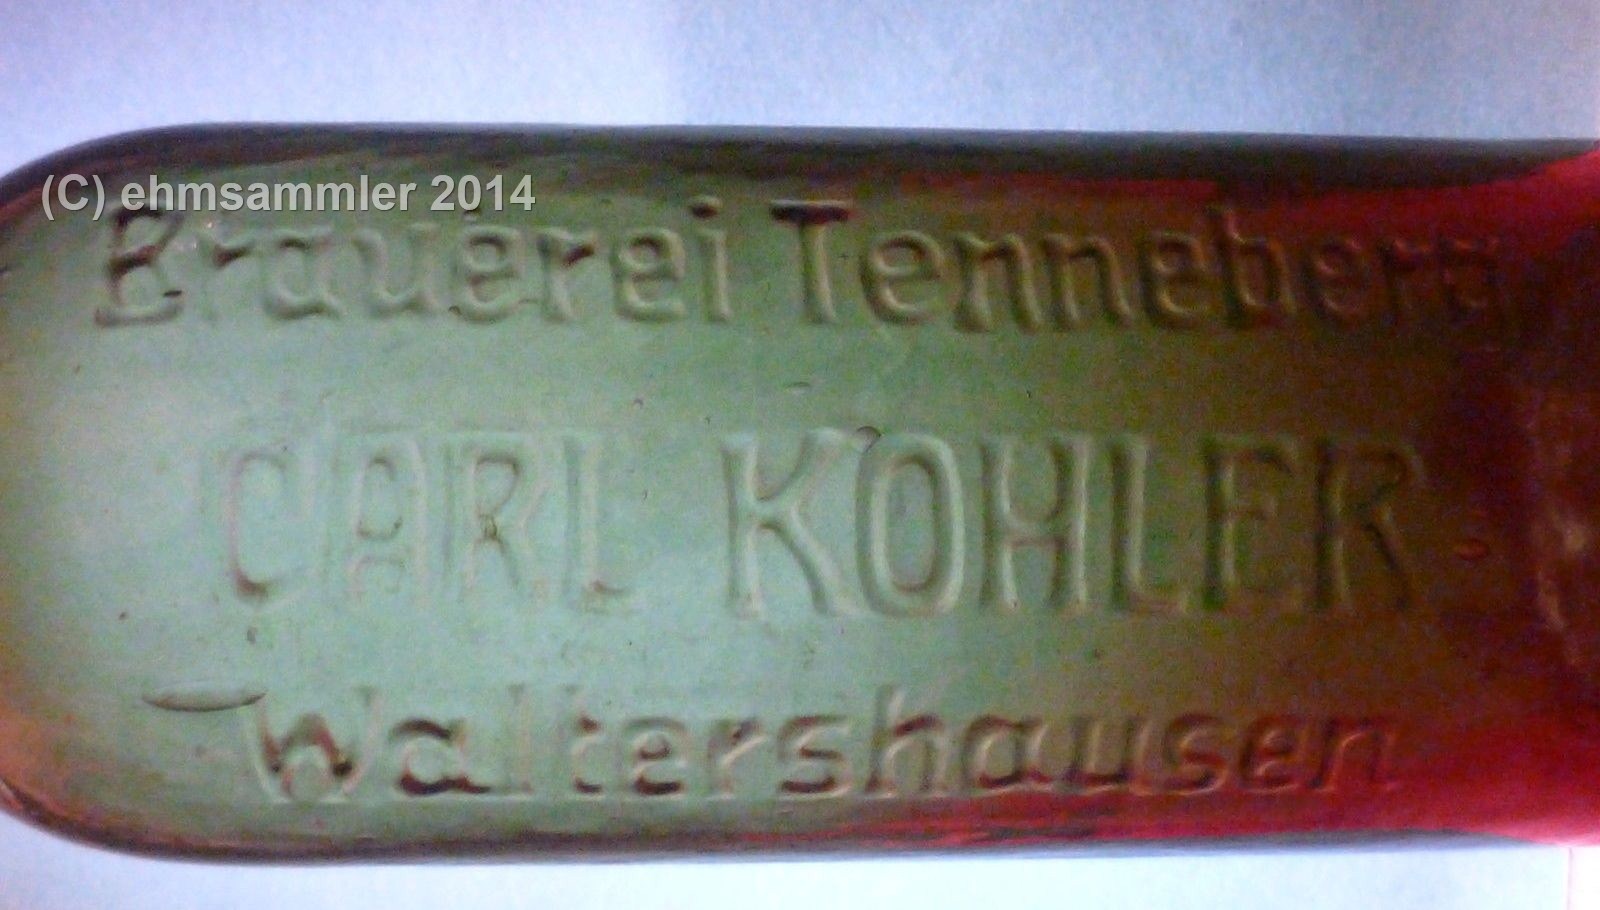 (C) ehmsammler 2014
Brauerei Tenneberg
CARL KOHLER
Waltershausen